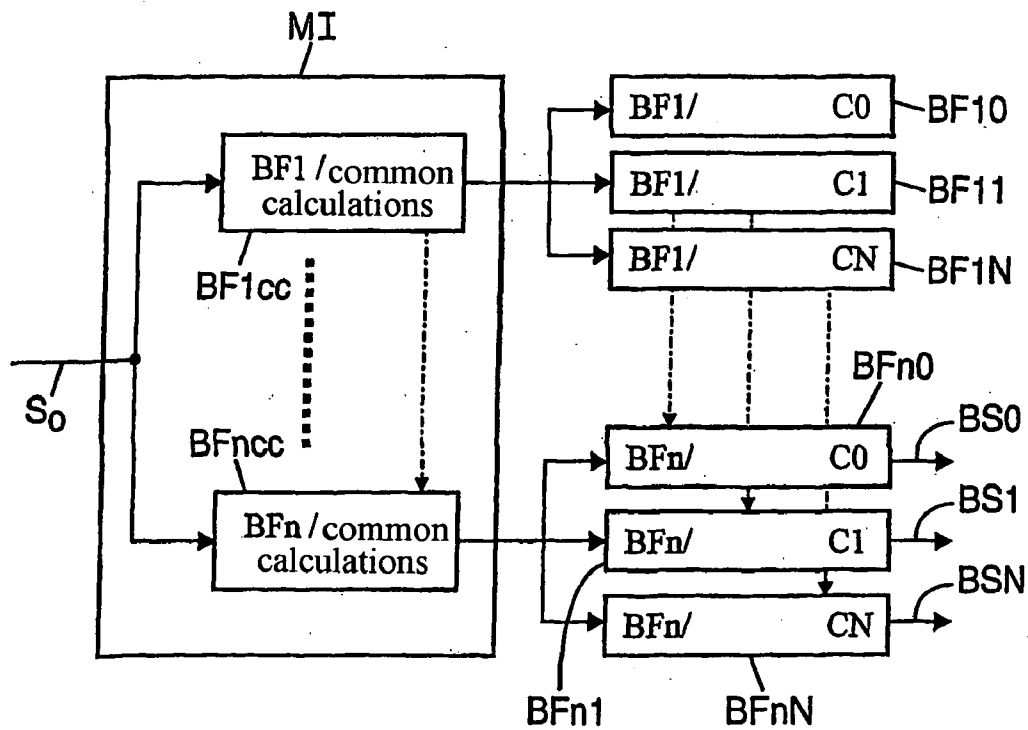 MI
BF1/ C0
BF10
BF1/common
calculations
BF1/ C1
BF11
BF1/ CN
BF1N
BF1cc
S0
BFn0
BFncc
BS0
BFn/ C0
BFn/common
calculations
BS1
BFn/ C1
BSN
BFn/ CN
BFn1
BFnN